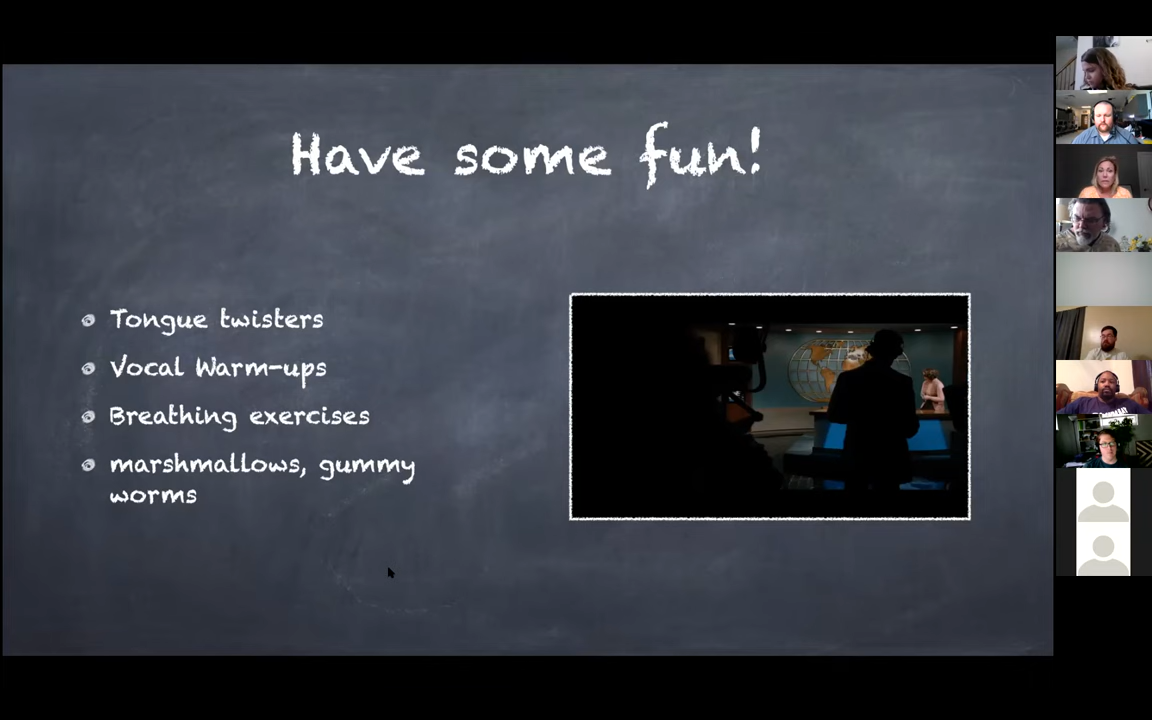 Have some fun!
Tongue twisters
Vocal Warm-ups
Breathing exercises
marshmallows, gummy
worms